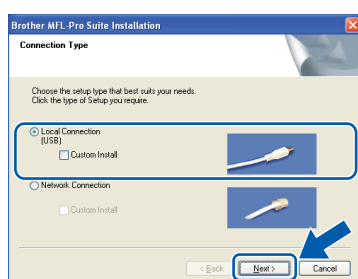 Brother MFL-Pro Suite Installation
Connection Type
Choose the setup type that best suits your needs.
Click the type of Setup you require.
Local Connection
(USB)
Custom Install
Network Connection
Custom Install
< Back
Next >
Cancel